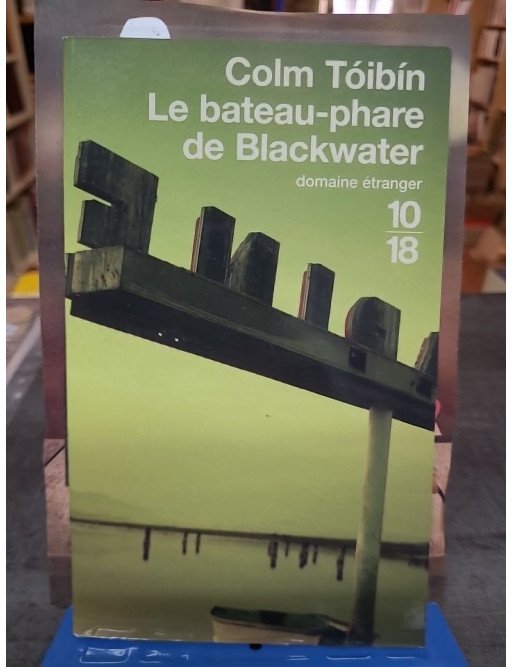 Colm Tóibín
Le bateau-phare
de Blackwater
domaine étranger
10
18